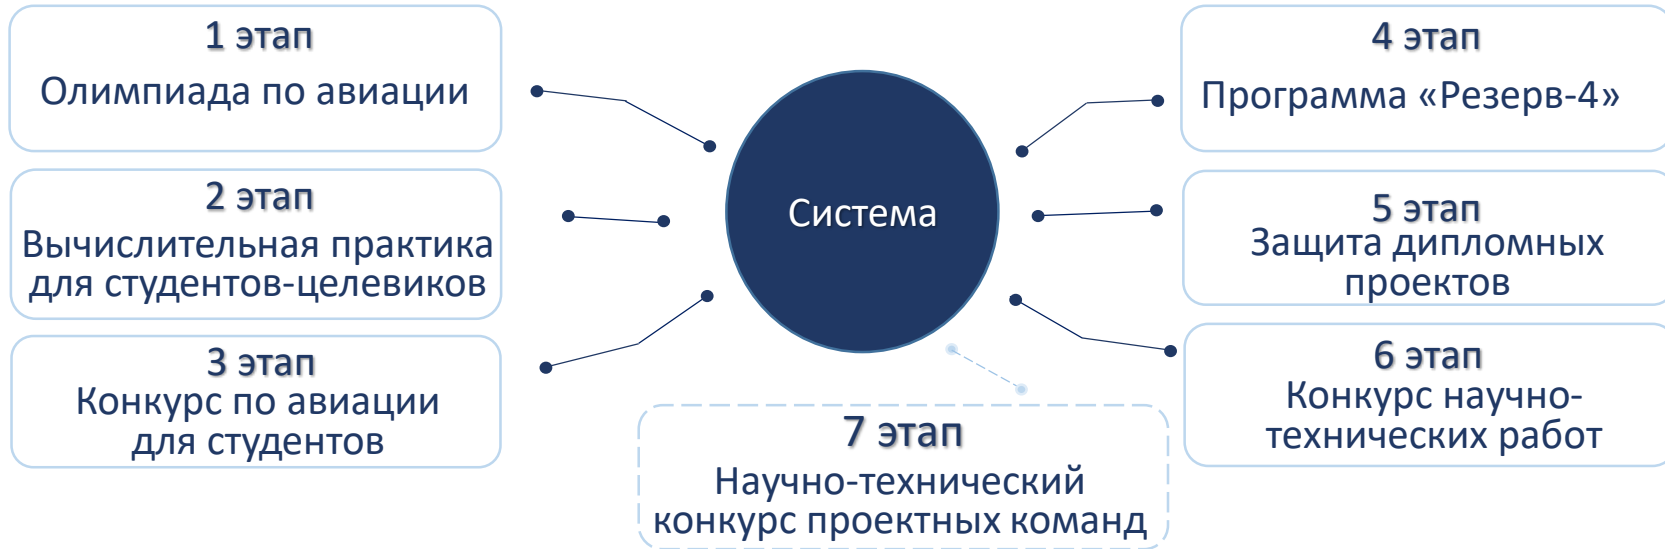 1 этап
Олимпиада по авиации
2 этап
Вычислительная практика
для студентов-целевиков
3 этап
Конкурс по авиации
для студентов
Система
4 этап
Программа «Резерв-4»
5 этап
Защита дипломных
проектов
6 этап
Конкурс научно-
технических работ
7 этап
Научно-технический
конкурс проектных команд